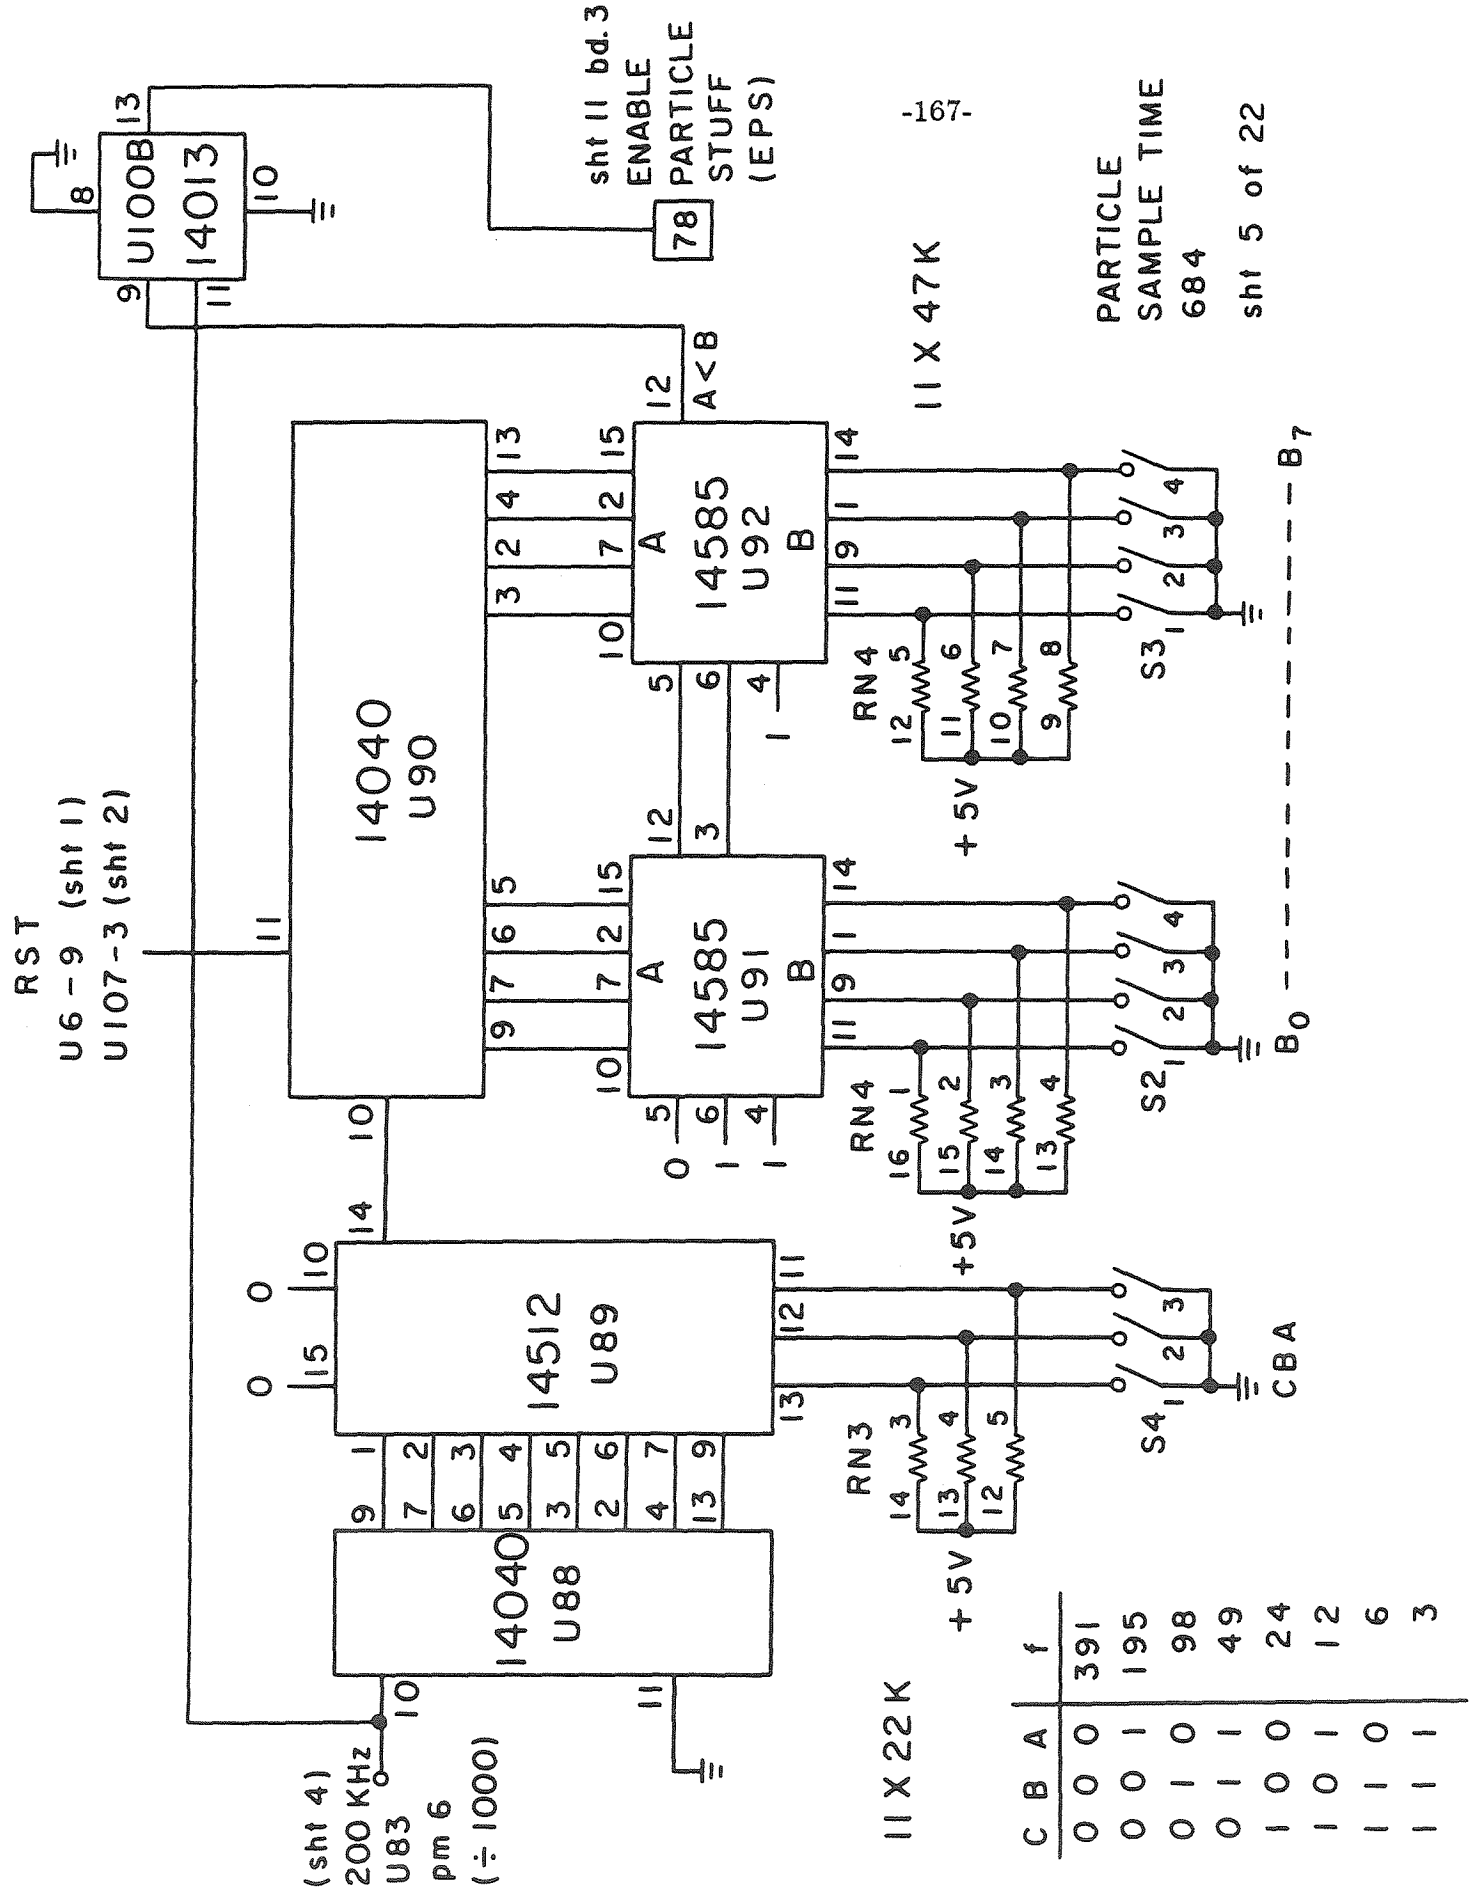 RST
U6-9 (sht 1)
U107-3 (sht 2)
11
8
U100B
14013
9
13
11
10
sht 11 bd.3
ENABLE
PARTICLE
STUFF
(EPS)
78
(sht 4)
200 KHz
U83
pm 6
(÷ 1000)
10
11
14040
U88
9 1
7 2
6 3
5 4
3 5
2 6
4 7
13 9
0 0
15 10
14512
U89
14
13 12 11
10
14040
U90
9 7 6 5
3 2 4 13
10 7 2 15
A
14585
U91
B
5 0
6 1
4 1
12
3
11 9 1 14
10 7 2 15
A
14585
U92
B
5
6
4 1
12
A<B
11 9 1 14
RN3
14 3
13 4
12 5
+5V
S4
1 2 3
CBA
RN4
16 1
15 2
14 3
13 4
+5V
S2
1 2 3 4
B0
RN4
12 5
11 6
10 7
9 8
+5V
S3
1 2 3 4
B7
11 X 22K
11 X 47K
C B A f
0 0 0 391
0 0 1 195
0 1 0 98
0 1 1 49
1 0 0 24
1 0 1 12
1 1 0 6
1 1 1 3
-167-
PARTICLE
SAMPLE TIME
684
sht 5 of 22